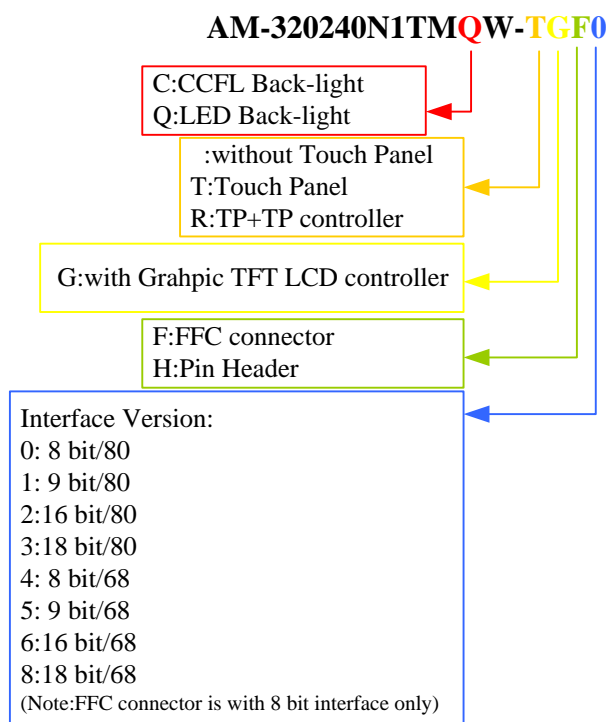 AM-320240N1TMQW-TGF0
C:CCFL Back-light
Q:LED Back-light
:without Touch Panel
T:Touch Panel
R:TP+TP controller
G:with Grahpic TFT LCD controller
F:FFC connector
H:Pin Header
Interface Version:
0: 8 bit/80
1: 9 bit/80
2:16 bit/80
3:18 bit/80
4: 8 bit/68
5: 9 bit/68
6:16 bit/68
8:18 bit/68
(Note:FFC connector is with 8 bit interface only)